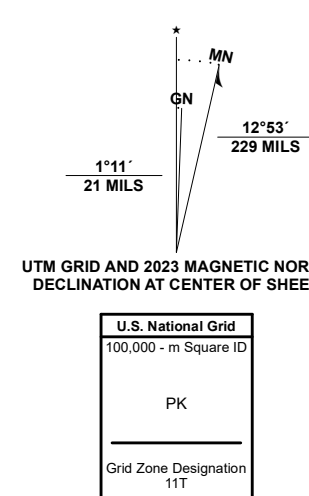 ★
MN
GN
12°53´
229 MILS
1°11´
21 MILS
UTM GRID AND 2023 MAGNETIC NOR
DECLINATION AT CENTER OF SHEE
U.S. National Grid
100,000 - m Square ID
PK
Grid Zone Designation
11T